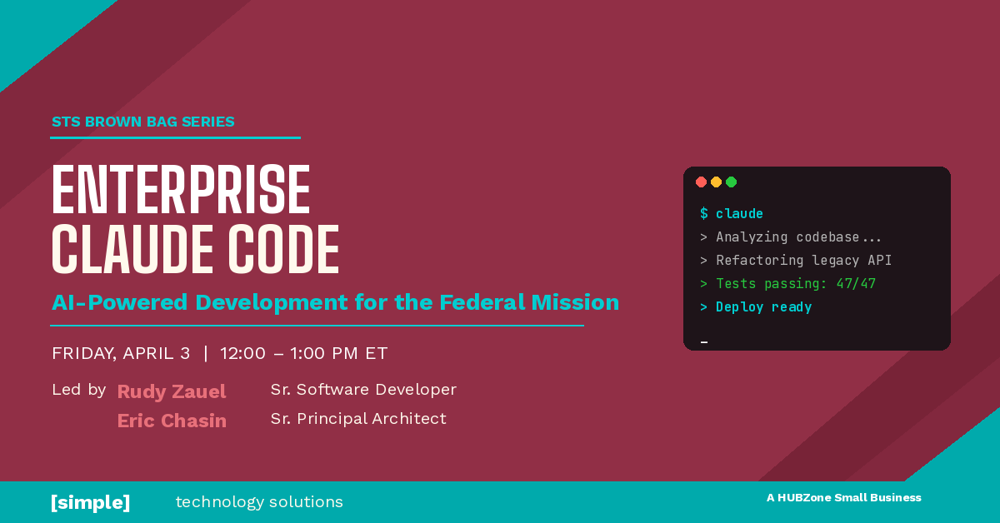 STS BROWN BAG SERIES
ENTERPRISE
CLAUDE CODE
AI-Powered Development for the Federal Mission
FRIDAY, APRIL 3 | 12:00 – 1:00 PM ET
Led by Rudy Zauel Sr. Software Developer
Eric Chasin Sr. Principal Architect
$ claude
> Analyzing codebase...
> Refactoring legacy API
> Tests passing: 47/47
> Deploy ready
_
[simple] technology solutions
A HUBZone Small Business